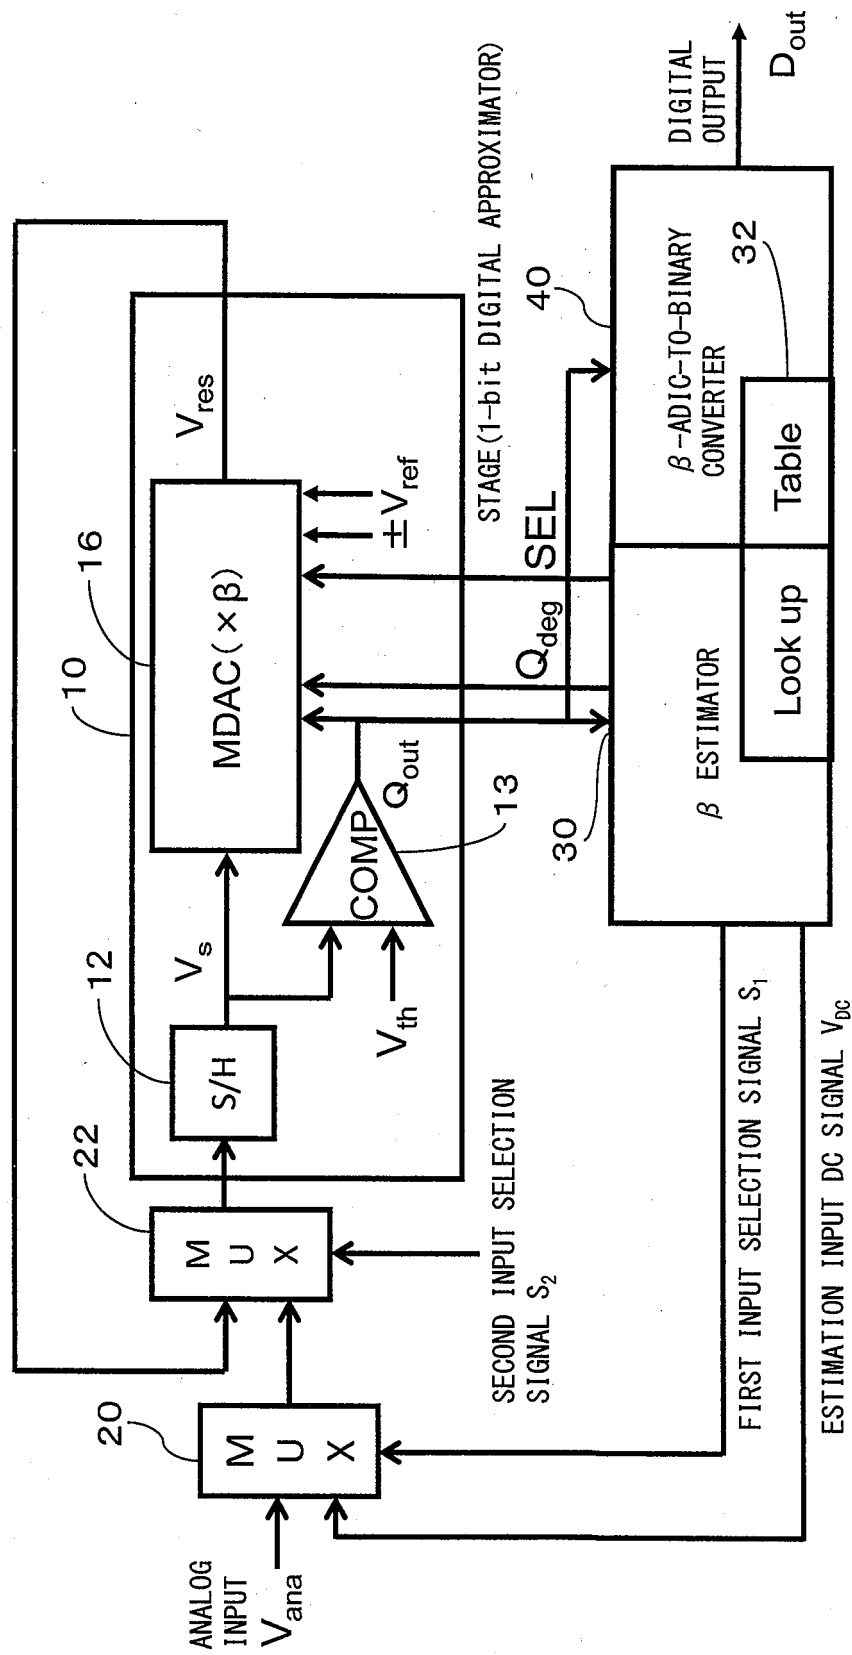 ANALOG
INPUT
Vana
20
M
U
X
22
M
U
X
SECOND INPUT SELECTION
SIGNAL S2
12
S/H
Vs
Vth
COMP
13
Qout
10
16
MDAC(×β)
Vres
±Vref
STAGE(1-bit DIGITAL APPROXIMATOR)
Qdeg
SEL
30
β ESTIMATOR
Look up
Table
32
40
β-ADIC-TO-BINARY
CONVERTER
DIGITAL
OUTPUT
Dout
FIRST INPUT SELECTION SIGNAL S1
ESTIMATION INPUT DC SIGNAL VDC